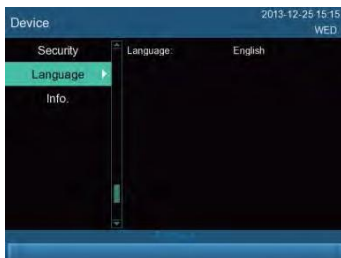 Device
2013-12-25 15:15
WED
Security
Language
Info.
Language: English